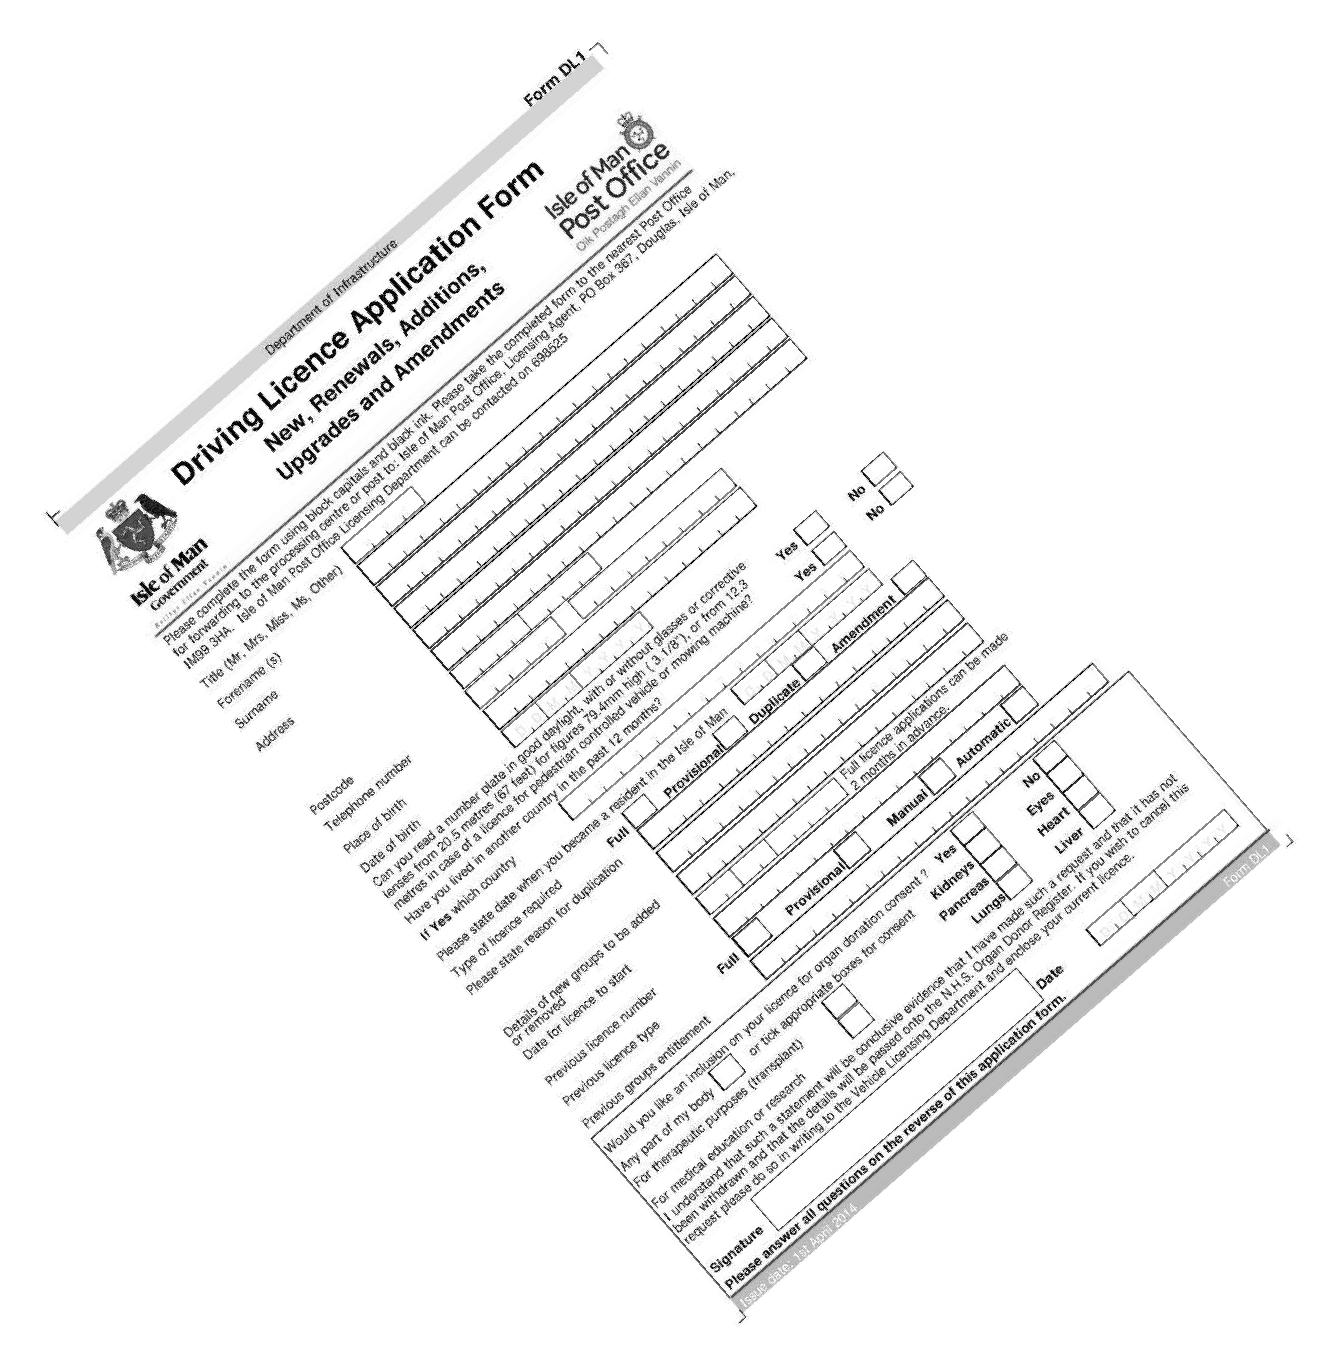 Form DL1
Department of Infrastructure
Driving Licence Application Form
New, Renewals, Additions,
Upgrades and Amendments
Isle of Man
Government
Reiltys Ellan Vannin
Isle of Man
Post Office
Oik Postagh Ellan Vannin
Please complete the form using block capitals and black ink. Please take the completed form to the nearest Post Office
for forwarding to the processing centre or post to: Isle of Man Post Office, Licensing Agent, PO Box 367, Douglas, Isle of Man,
IM99 3HA. Isle of Man Post Office Licensing Department can be contacted on 698525
Title (Mr, Mrs, Miss, Ms, Other)
Forename (s)
Surname
Address
Postcode
Telephone number
Place of birth
Date of birth D D M M Y Y Y Y
Can you read a number plate in good daylight, with or without glasses or corrective
lenses from 20.5 metres (67 feet) for figures 79.4mm high ( 3.1/8"), or from 12.3
metres in case of a licence for pedestrian controlled vehicle or mowing machine? Yes No
Have you lived in another country in the past 12 months? Yes No
If Yes which country
Please state date when you became a resident in the Isle of Man D D M M Y Y Y Y
Type of licence required Full Provisional Duplicate Amendment
Please state reason for duplication
Details of new groups to be added
or removed
Date for licence to start Full licence applications can be made
2 months in advance.
Previous licence number
Previous licence type Full Provisional Manual Automatic
Previous groups entitlement
Would you like an inclusion on your licence for organ donation consent ? Yes No
Any part of my body or tick appropriate boxes for consent Kidneys Eyes
For therapeutic purposes (transplant) Pancreas Heart
For medical education or research Lungs Liver
I understand that such a statement will be conclusive evidence that I have made such a request and that it has not
been withdrawn and that the details will be passed onto the N.H.S. Organ Donor Register. If you wish to cancel this
request please do so in writing to the Vehicle Licensing Department and enclose your current licence.
Signature Date D D M M Y Y Y Y
Please answer all questions on the reverse of this application form.
Issue date: 1st April 2014 Form DL1